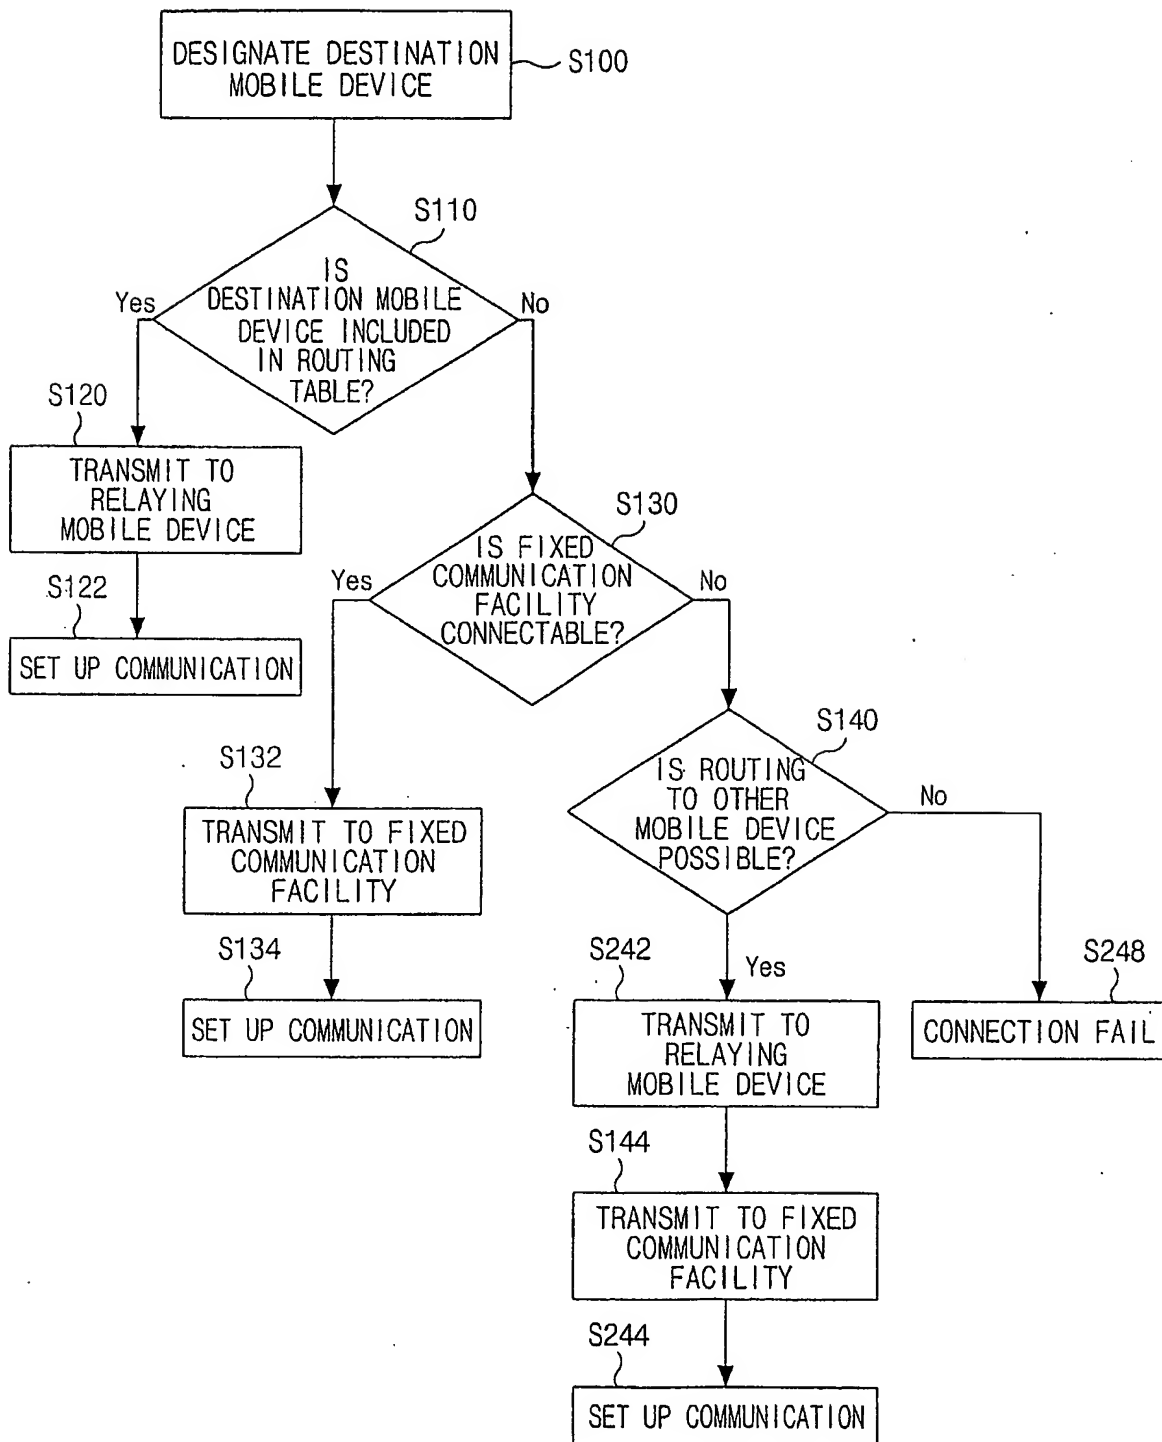 DESIGNATE DESTINATION
MOBILE DEVICE
S100
S110
IS
DESTINATION MOBILE
DEVICE INCLUDED
IN ROUTING
TABLE?
Yes
No
S120
TRANSMIT TO
RELAYING
MOBILE DEVICE
S122
SET UP COMMUNICATION
S130
IS FIXED
COMMUNICATION
FACILITY
CONNECTABLE?
Yes
No
S132
TRANSMIT TO FIXED
COMMUNICATION
FACILITY
S134
SET UP COMMUNICATION
S140
IS ROUTING
TO OTHER
MOBILE DEVICE
POSSIBLE?
No
Yes
S242
TRANSMIT TO
RELAYING
MOBILE DEVICE
S248
CONNECTION FAIL
S144
TRANSMIT TO FIXED
COMMUNICATION
FACILITY
S244
SET UP COMMUNICATION